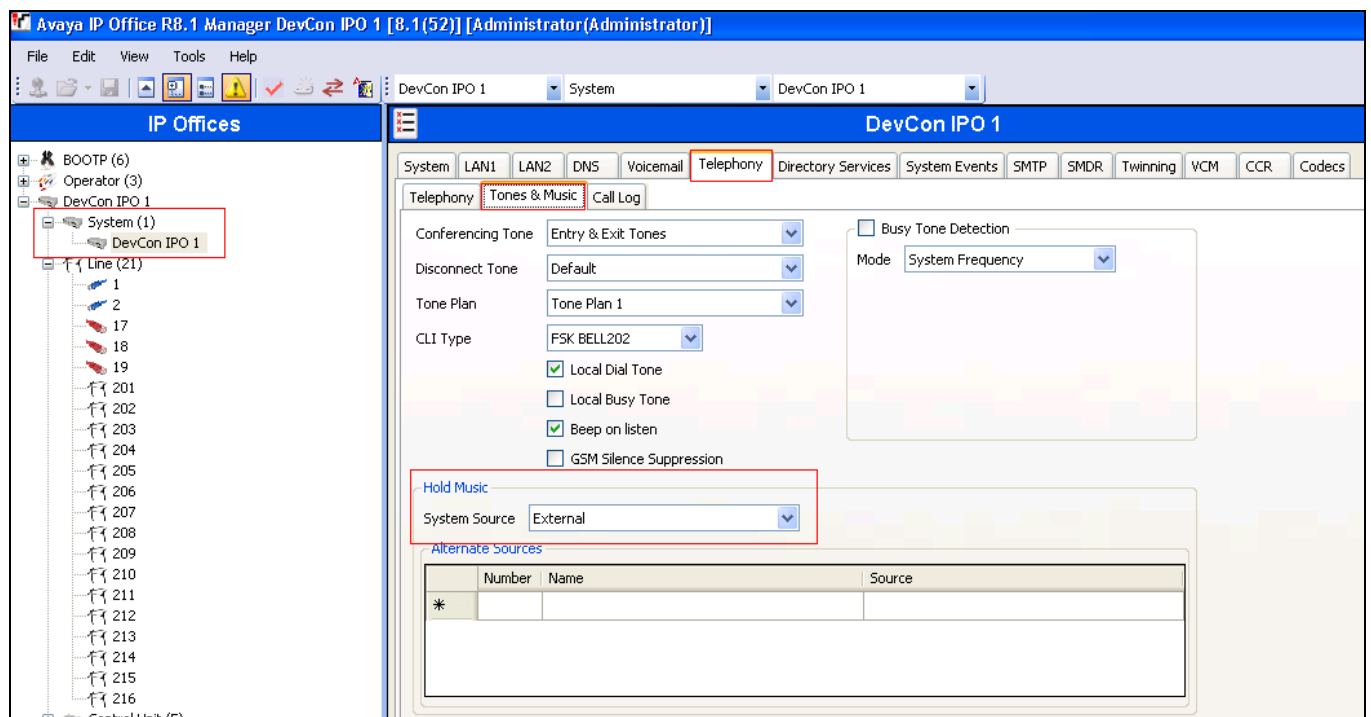 Avaya IP Office R8.1 Manager DevCon IPO 1 [8.1(52)] [Administrator(Administrator)]
File Edit View Tools Help
DevCon IPO 1 System DevCon IPO 1
IP Offices
BOOTP (6)
Operator (3)
DevCon IPO 1
System (1)
DevCon IPO 1
Line (21)
1
2
17
18
19
201
202
203
204
205
206
207
208
209
210
211
212
213
214
215
216
Control Unit (5)
DevCon IPO 1
System LAN1 LAN2 DNS Voicemail Telephony Directory Services System Events SMTP SMDR Twinning VCM CCR Codecs
Telephony Tones & Music Call Log
Conferencing Tone Entry & Exit Tones
Disconnect Tone Default
Tone Plan Tone Plan 1
CLI Type FSK BELL202
Local Dial Tone
Local Busy Tone
Beep on listen
GSM Silence Suppression
Busy Tone Detection
Mode System Frequency
Hold Music
System Source External
Alternate Sources
Number Name Source